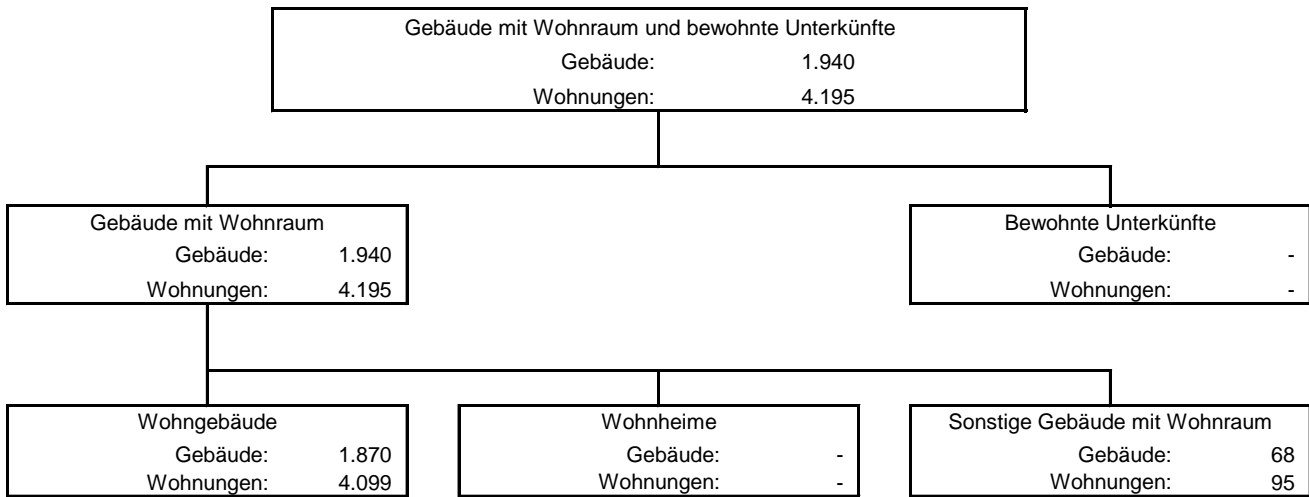 Gebäude mit Wohnraum und bewohnte Unterkünfte
Gebäude: 1.940
Wohnungen: 4.195
Gebäude mit Wohnraum
Gebäude: 1.940
Wohnungen: 4.195
Bewohnte Unterkünfte
Gebäude: -
Wohnungen: -
Wohngebäude
Gebäude: 1.870
Wohnungen: 4.099
Wohnheime
Gebäude: -
Wohnungen: -
Sonstige Gebäude mit Wohnraum
Gebäude: 68
Wohnungen: 95